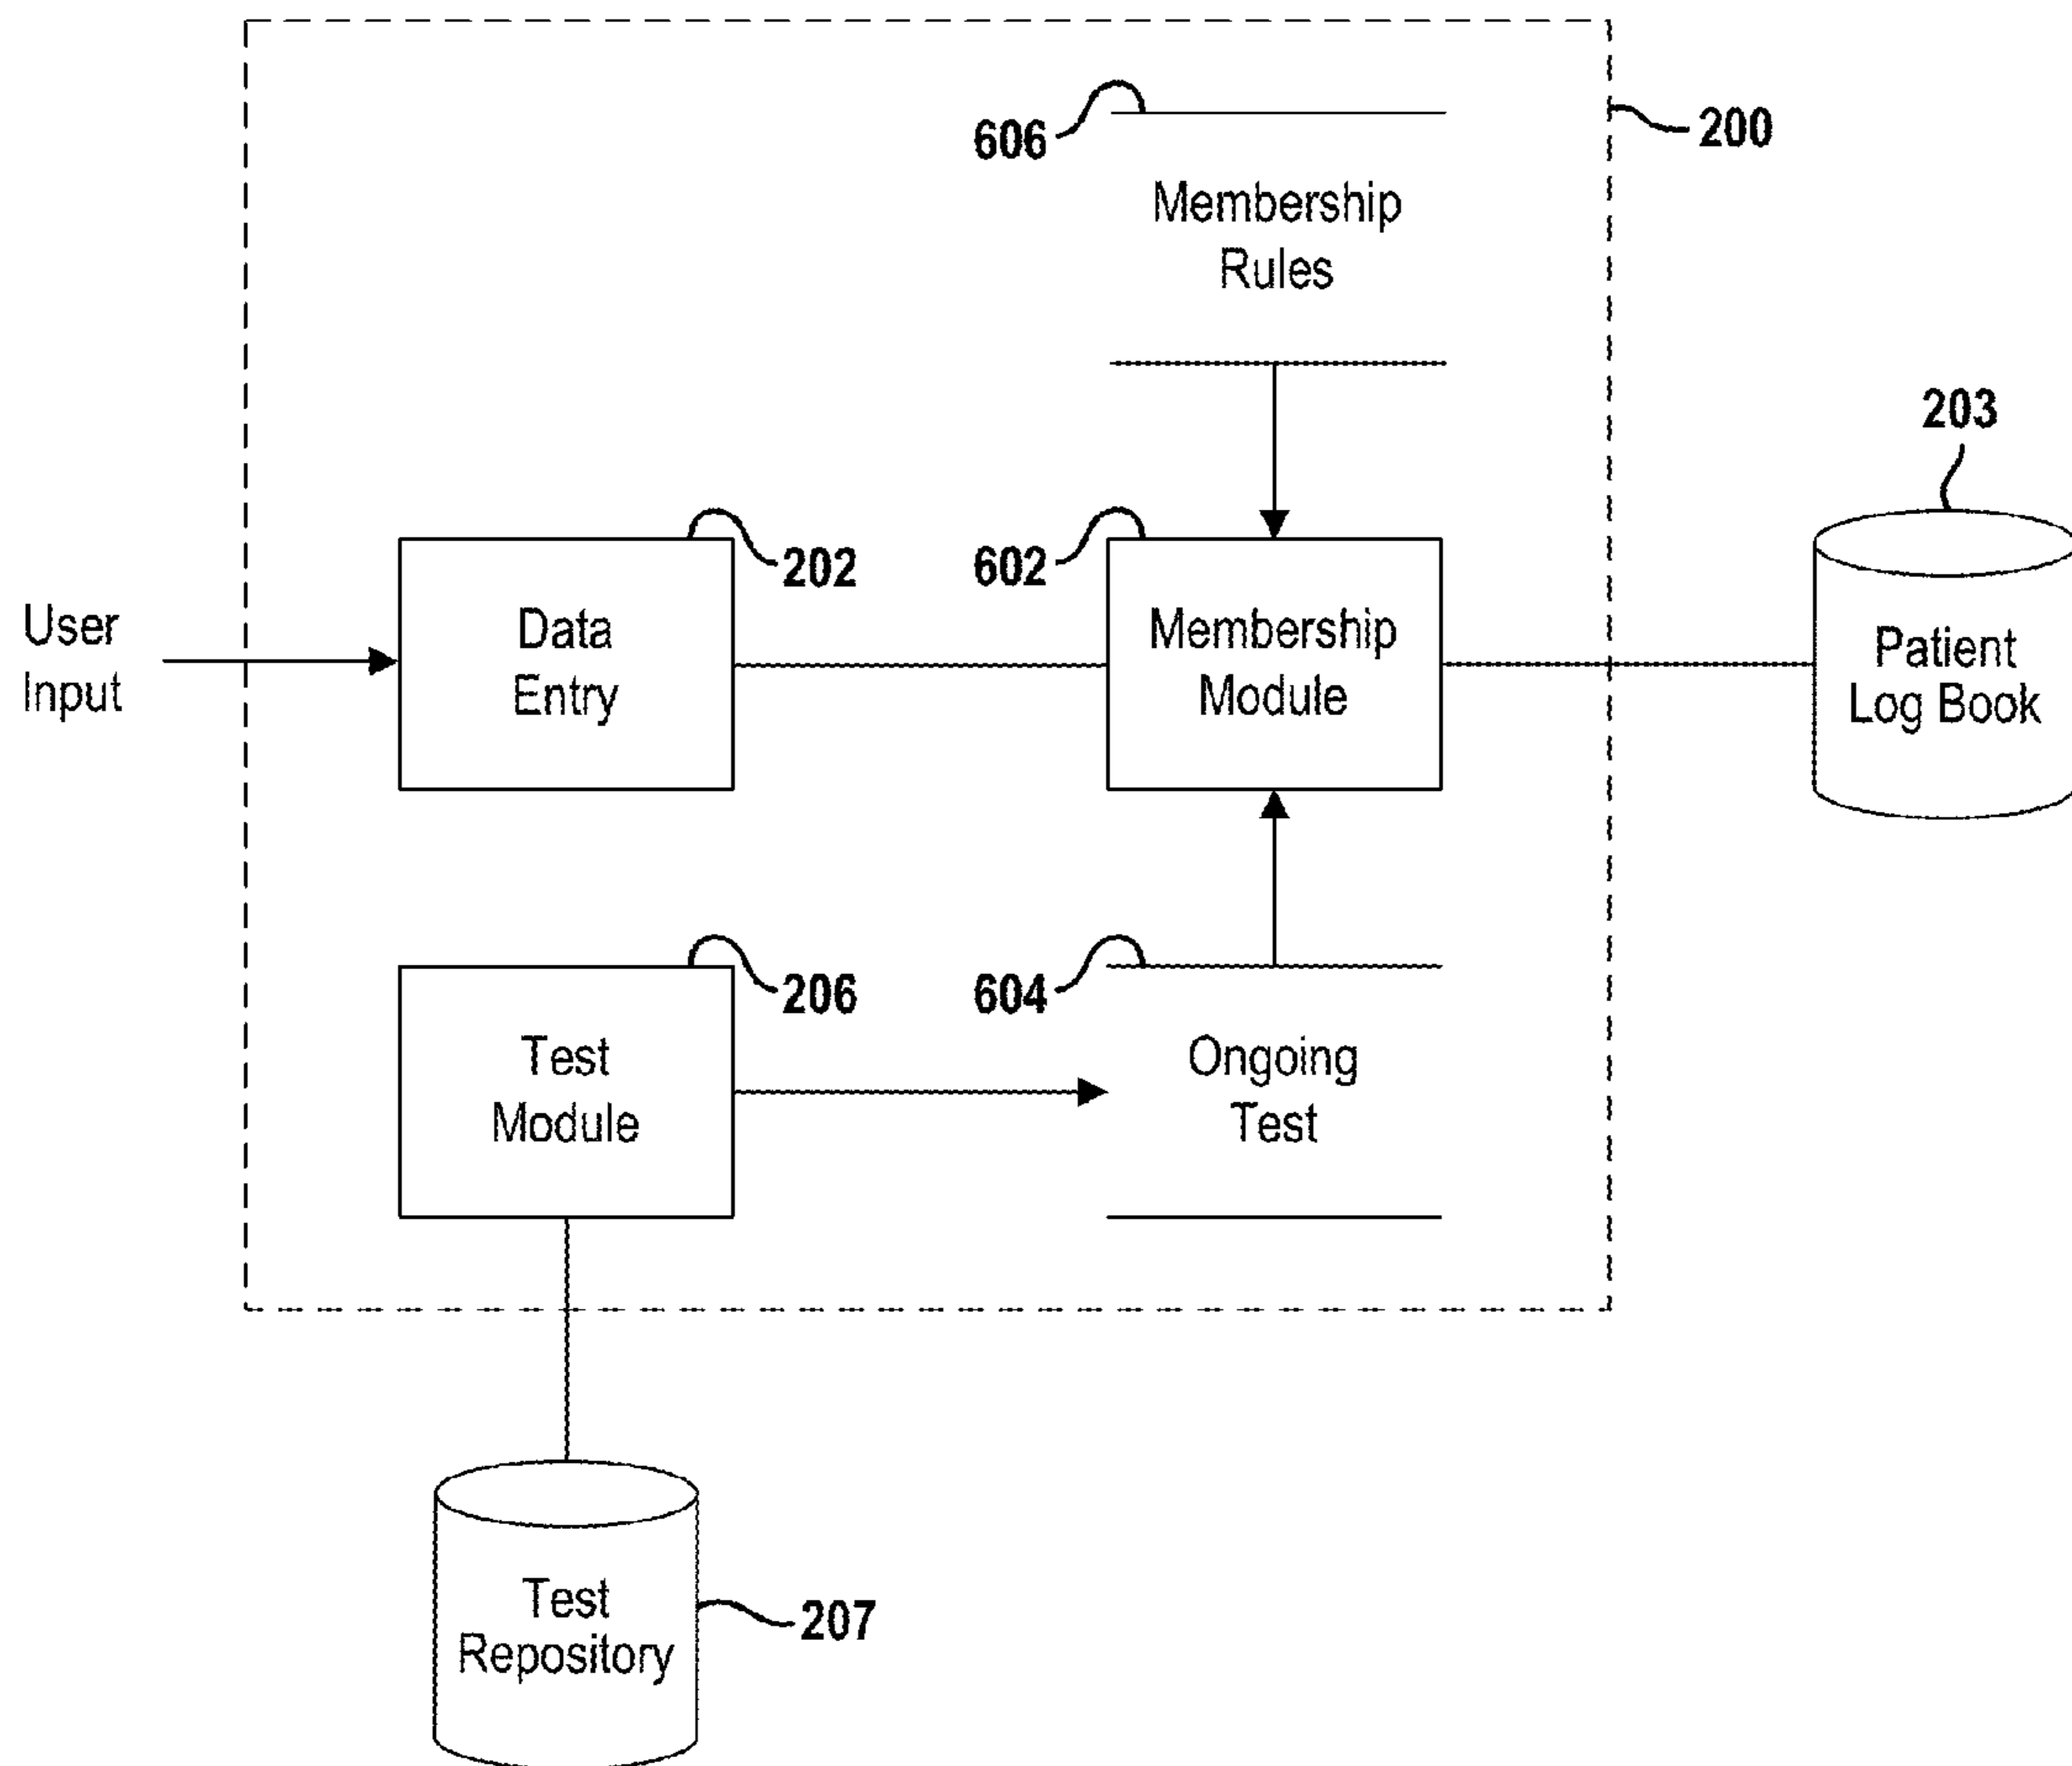 606
200
Membership
Rules
203
202
602
User
Input
Data
Entry
Membership
Module
Patient
Log Book
206
604
Test
Module
Ongoing
Test
Test
Repository
207